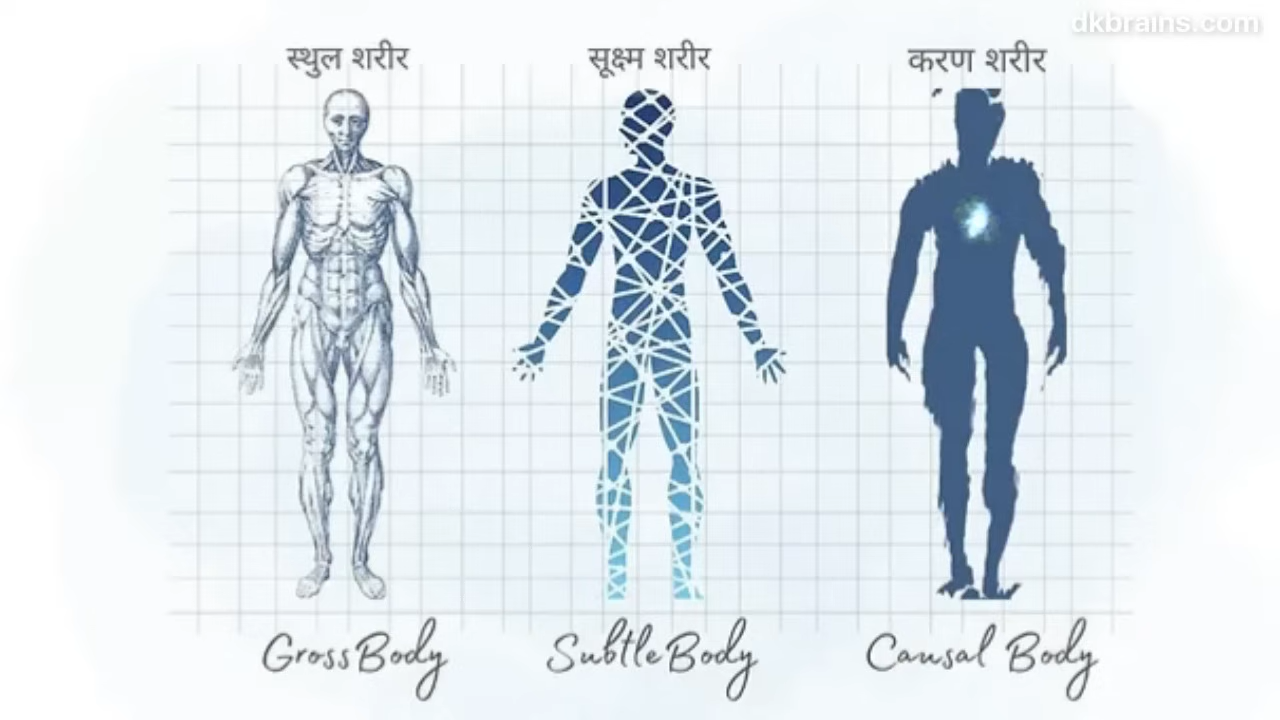 dkbrains.com
स्थुल शरीर
सूक्ष्म शरीर
करण शरीर
Gross Body
Subtle Body
Causal Body